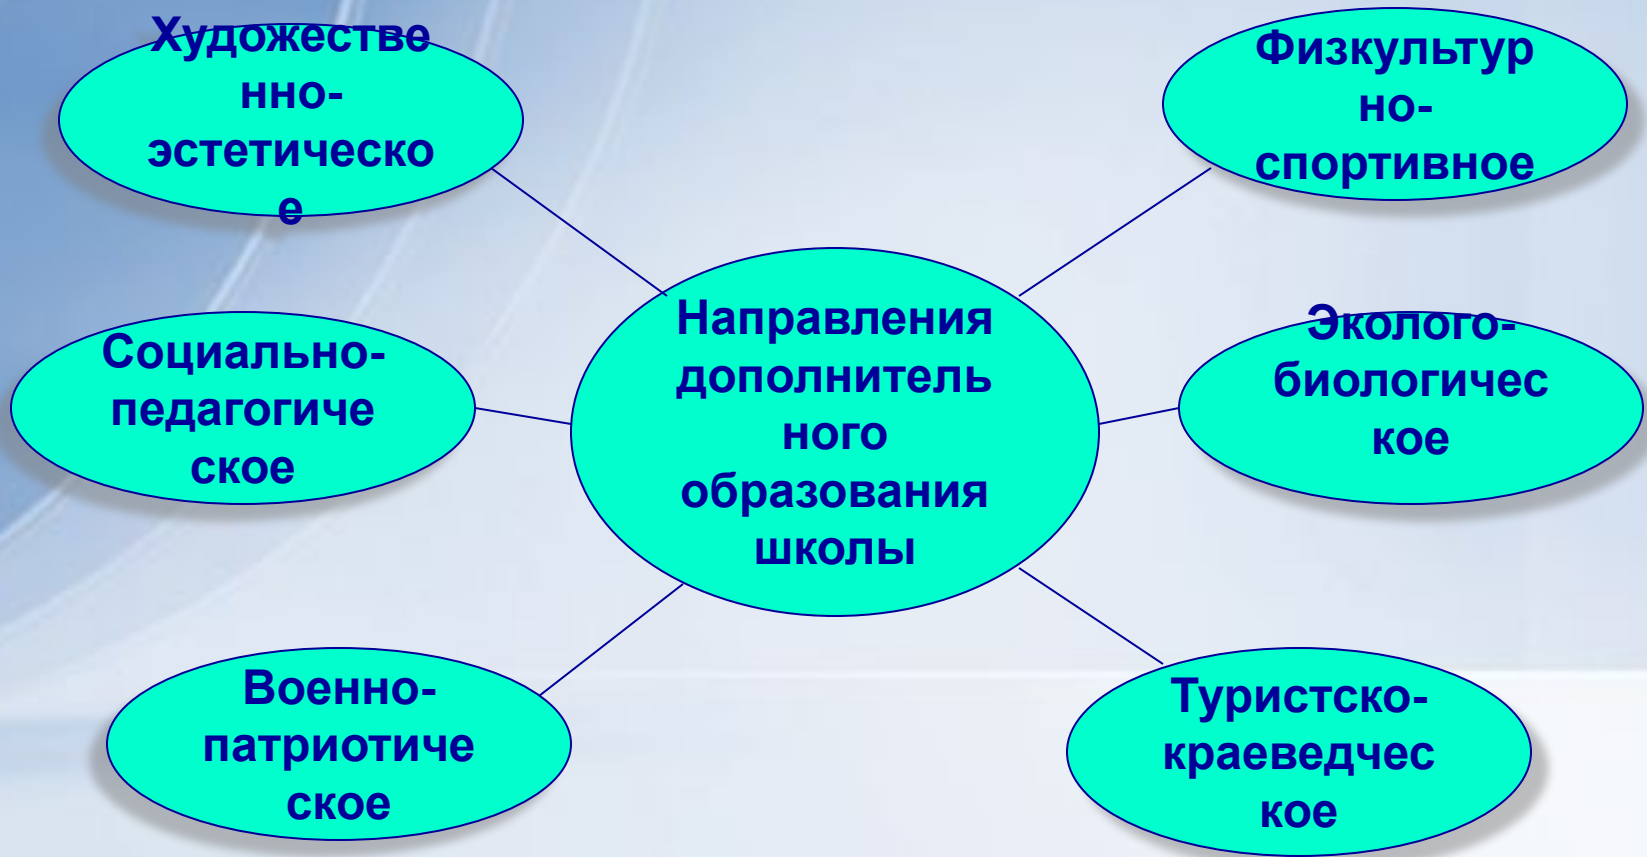 Художестве
нно-
эстетическо
е
Физкультур
но-
спортивное
Направления
дополнитель
ного
образования
школы
Социально-
педагогиче
ское
Эколого-
биологичес
кое
Военно-
патриотиче
ское
Туристско-
краеведчес
кое